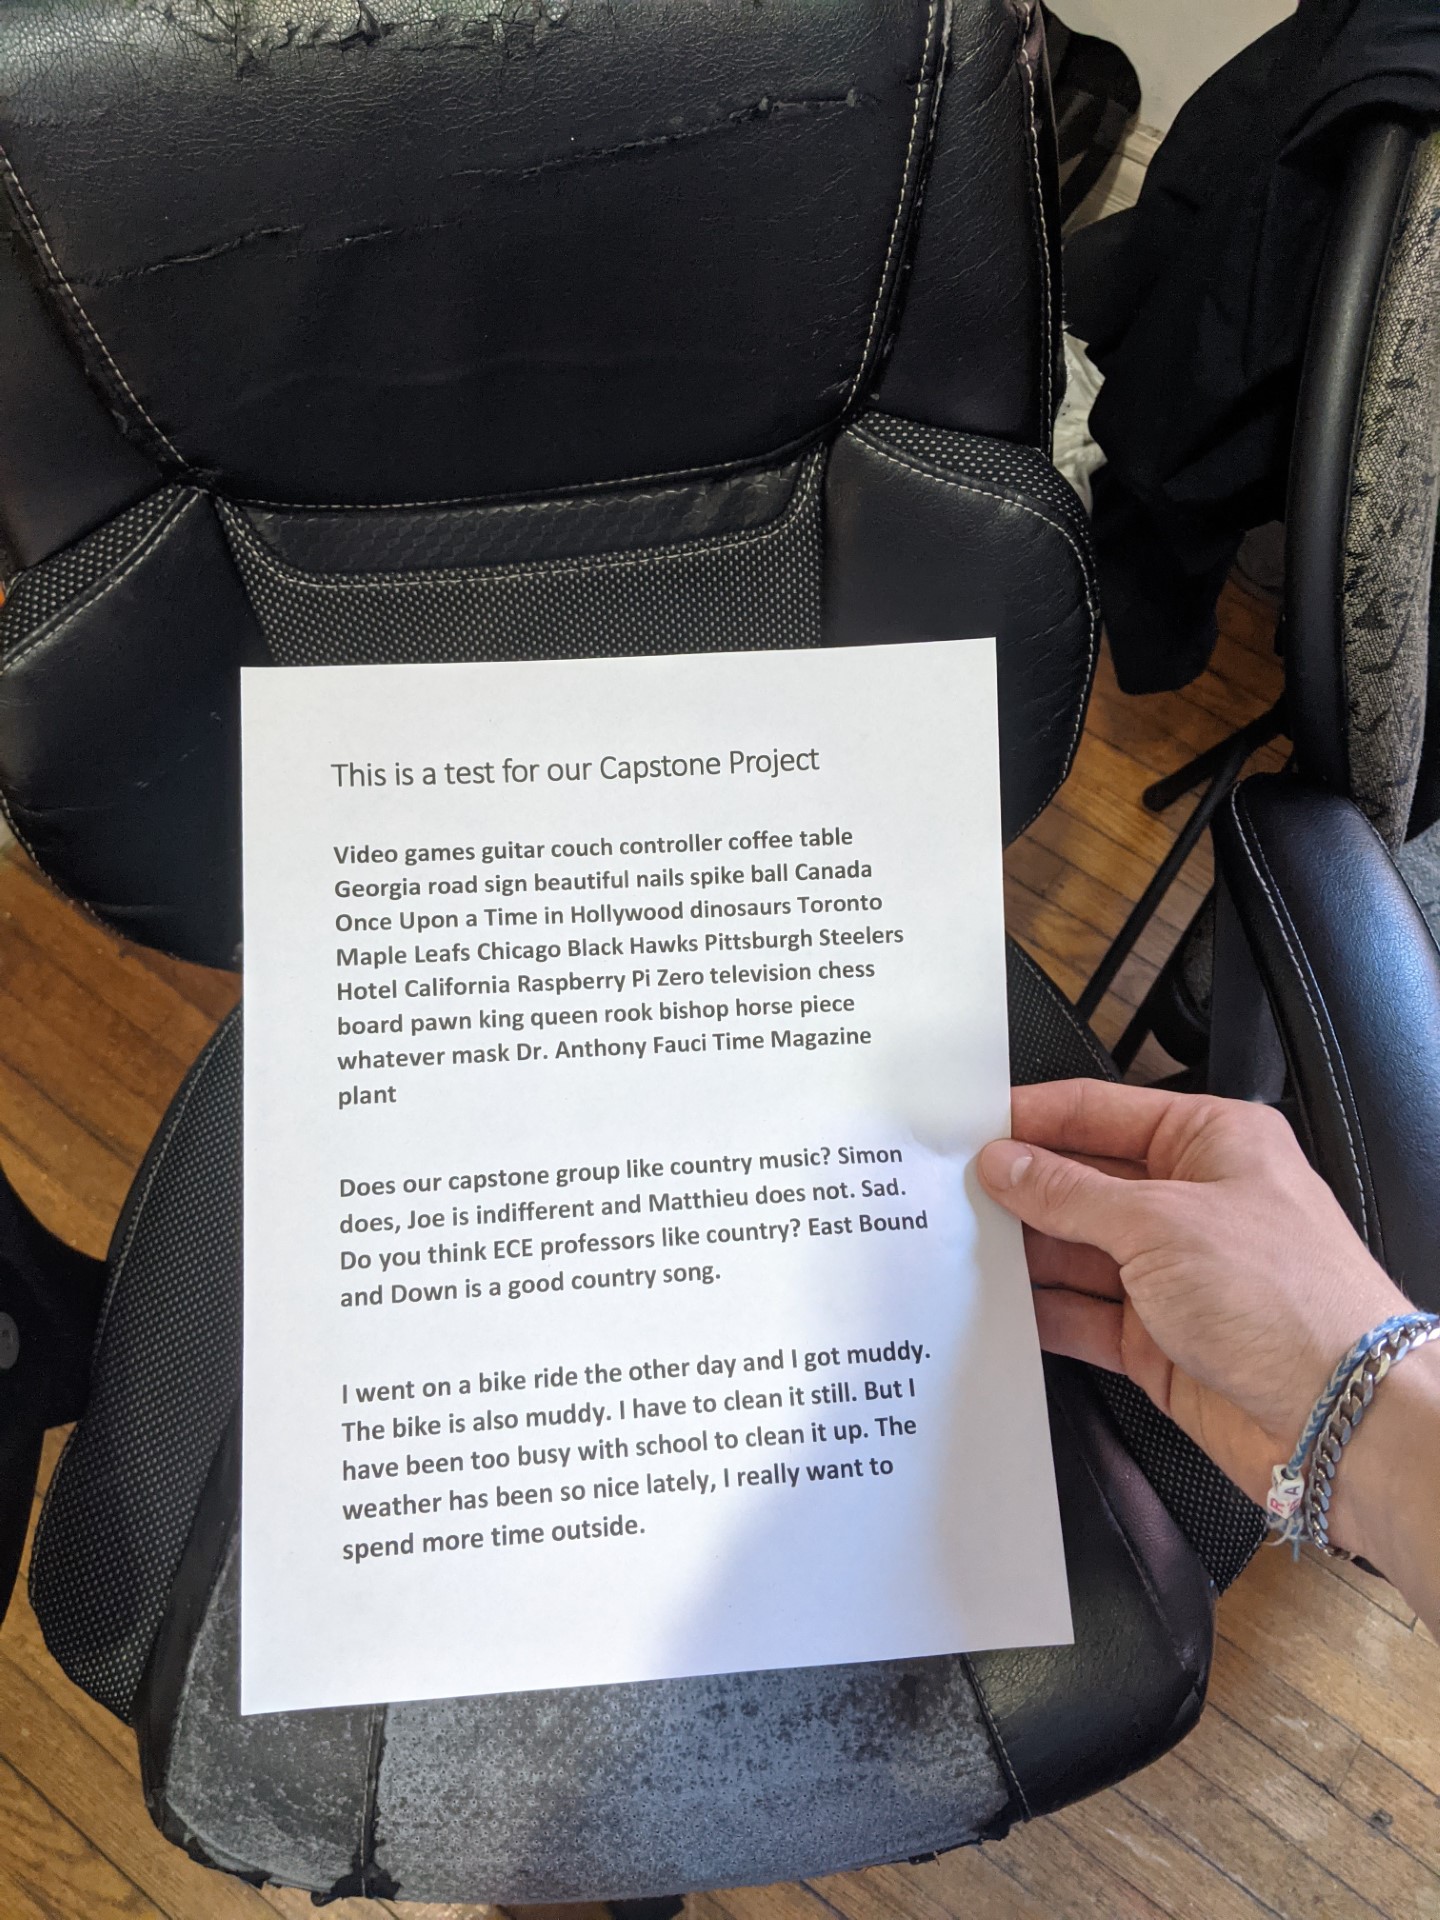 This is a test for our Capstone Project
Video games guitar couch controller coffee table
Georgia road sign beautiful nails spike ball Canada
Once Upon a Time in Hollywood dinosaurs Toronto
Maple Leafs Chicago Black Hawks Pittsburgh Steelers
Hotel California Raspberry Pi Zero television chess
board pawn king queen rook bishop horse piece
whatever mask Dr. Anthony Fauci Time Magazine
plant
Does our capstone group like country music? Simon
does, Joe is indifferent and Matthieu does not. Sad.
Do you think ECE professors like country? East Bound
and Down is a good country song.
I went on a bike ride the other day and I got muddy.
The bike is also muddy. I have to clean it still. But I
have been too busy with school to clean it up. The
weather has been so nice lately, I really want to
spend more time outside.